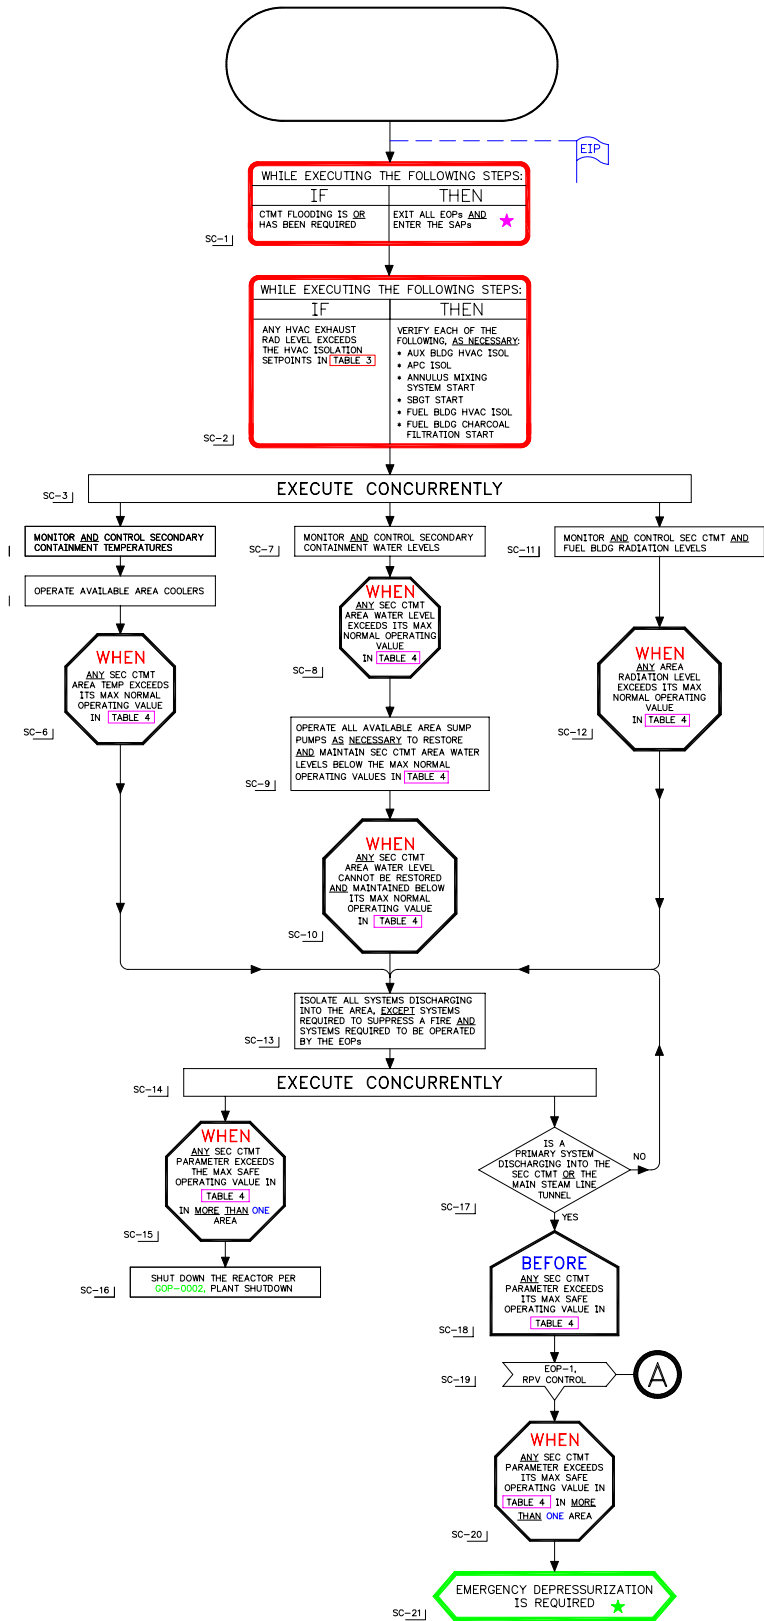 EIP
WHILE EXECUTING THE FOLLOWING STEPS:
IF
THEN
CTMT FLOODING IS OR
HAS BEEN REQUIRED
EXIT ALL EOPs AND
ENTER THE SAPs
SC-1
WHILE EXECUTING THE FOLLOWING STEPS:
IF
THEN
ANY HVAC EXHAUST
RAD LEVEL EXCEEDS
THE HVAC ISOLATION
SETPOINTS IN TABLE 3
VERIFY EACH OF THE
FOLLOWING, AS NECESSARY:
* AUX BLDG HVAC ISOL
* APC ISOL
* ANNULUS MIXING
SYSTEM START
* SBGT START
* FUEL BLDG HVAC ISOL
* FUEL BLDG CHARCOAL
FILTRATION START
SC-2
EXECUTE CONCURRENTLY
SC-3
MONITOR AND CONTROL SECONDARY
CONTAINMENT TEMPERATURES
OPERATE AVAILABLE AREA COOLERS
WHEN
ANY SEC CTMT
AREA TEMP EXCEEDS
ITS MAX NORMAL
OPERATING VALUE
IN TABLE 4
SC-6
MONITOR AND CONTROL SECONDARY
CONTAINMENT WATER LEVELS
SC-7
WHEN
ANY SEC CTMT
AREA WATER LEVEL
EXCEEDS ITS MAX
NORMAL OPERATING
VALUE
IN TABLE 4
SC-8
OPERATE ALL AVAILABLE AREA SUMP
PUMPS AS NECESSARY TO RESTORE
AND MAINTAIN SEC CTMT AREA WATER
LEVELS BELOW THE MAX NORMAL
OPERATING VALUES IN TABLE 4
SC-9
WHEN
ANY SEC CTMT
AREA WATER LEVEL
CANNOT BE RESTORED
AND MAINTAINED BELOW
ITS MAX NORMAL
OPERATING VALUE
IN TABLE 4
SC-10
MONITOR AND CONTROL SEC CTMT AND
FUEL BLDG RADIATION LEVELS
SC-11
WHEN
ANY AREA
RADIATION LEVEL
EXCEEDS ITS MAX
NORMAL OPERATING
VALUE
IN TABLE 4
SC-12
ISOLATE ALL SYSTEMS DISCHARGING
INTO THE AREA, EXCEPT SYSTEMS
REQUIRED TO SUPPRESS A FIRE AND
SYSTEMS REQUIRED TO BE OPERATED
BY THE EOPs
SC-13
EXECUTE CONCURRENTLY
SC-14
WHEN
ANY SEC CTMT
PARAMETER EXCEEDS
THE MAX SAFE
OPERATING VALUE IN
TABLE 4
IN MORE THAN ONE
AREA
SC-15
SHUT DOWN THE REACTOR PER
GOP-0002, PLANT SHUTDOWN
SC-16
IS A
PRIMARY SYSTEM
DISCHARGING INTO THE
SEC CTMT OR THE
MAIN STEAM LINE
TUNNEL
NO
SC-17
YES
BEFORE
ANY SEC CTMT
PARAMETER EXCEEDS
ITS MAX SAFE
OPERATING VALUE IN
TABLE 4
SC-18
EOP-1,
RPV CONTROL
A
SC-19
WHEN
ANY SEC CTMT
PARAMETER EXCEEDS
ITS MAX SAFE
OPERATING VALUE IN
TABLE 4 IN MORE
THAN ONE AREA
SC-20
EMERGENCY DEPRESSURIZATION
IS REQUIRED
SC-21